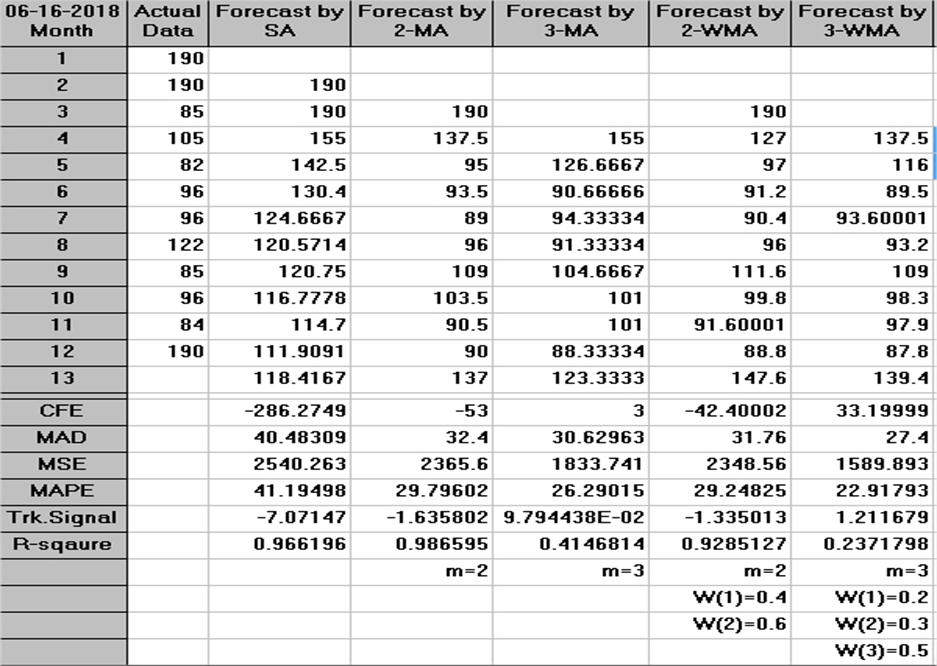 06-16-2018 Actual Forecast by Forecast by Forecast by Forecast by Forecast by
Month Data SA 2-MA 3-MA 2-WMA 3-WMA
1 190
2 190 190
3 85 190 190 190
4 105 155 137.5 155 127 137.5
5 82 142.5 95 126.6667 97 116
6 96 130.4 93.5 90.66666 91.2 89.5
7 96 124.6667 89 94.33334 90.4 93.60001
8 122 120.5714 96 91.33334 96 93.2
9 85 120.75 109 104.6667 111.6 109
10 96 116.7778 103.5 101 99.8 98.3
11 84 114.7 90.5 101 91.60001 97.9
12 190 111.9091 90 88.33334 88.8 87.8
13 118.4167 137 123.3333 147.6 139.4
CFE -286.2749 -53 3 -42.40002 33.19999
MAD 40.48309 32.4 30.62963 31.76 27.4
MSE 2540.263 2365.6 1833.741 2348.56 1589.893
MAPE 41.19498 29.79602 26.29015 29.24825 22.91793
Trk.Signal -7.07147 -1.635802 9.794438E-02 -1.335013 1.211679
R-sqaure 0.966196 0.986595 0.4146814 0.9285127 0.2371798
m=2 m=3 m=2 m=3
W(1)=0.4 W(1)=0.2
W(2)=0.6 W(2)=0.3
W(3)=0.5